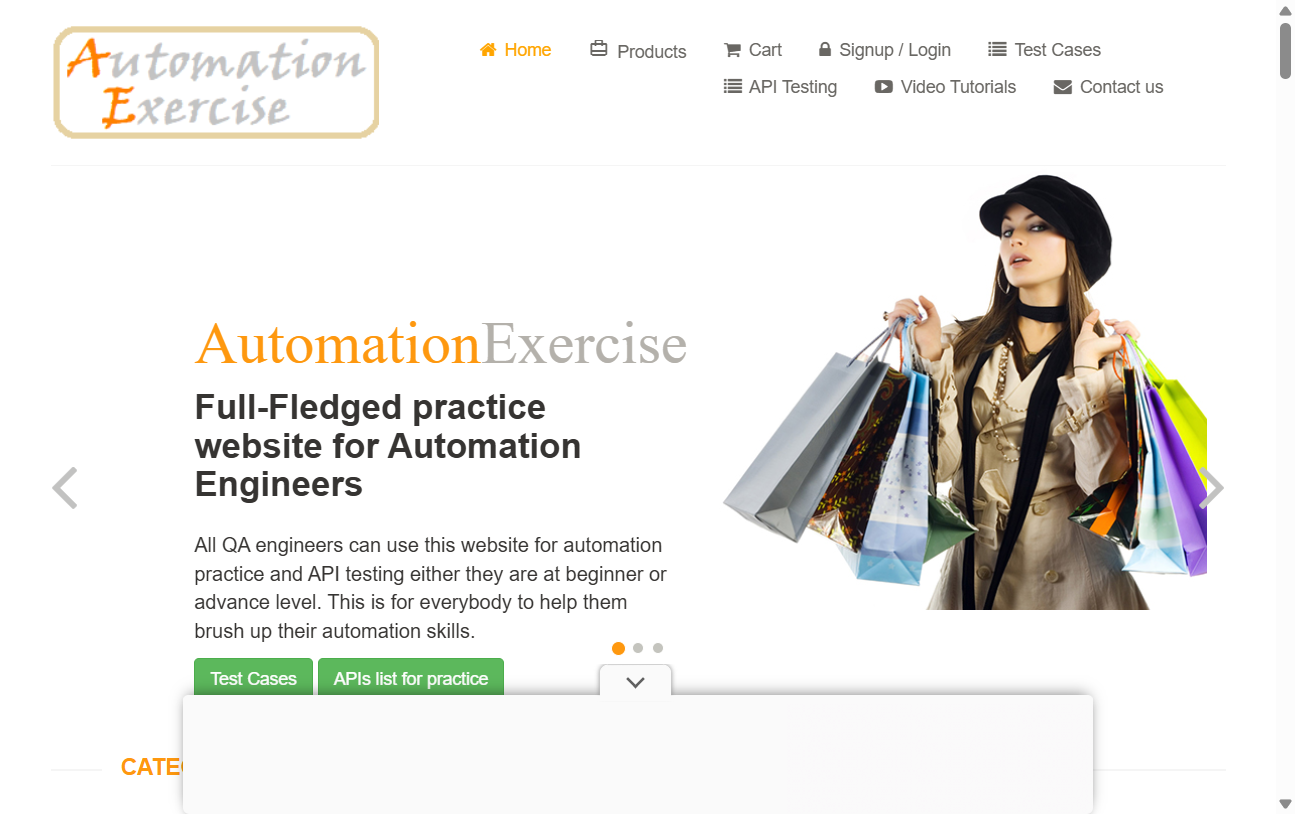 Automation
Exercise
Home
Products
Cart
Signup / Login
Test Cases
API Testing
Video Tutorials
Contact us
AutomationExercise
Full-Fledged practice
website for Automation
Engineers
All QA engineers can use this website for automation
practice and API testing either they are at beginner or
advance level. This is for everybody to help them
brush up their automation skills.
Test Cases
APIs list for practice